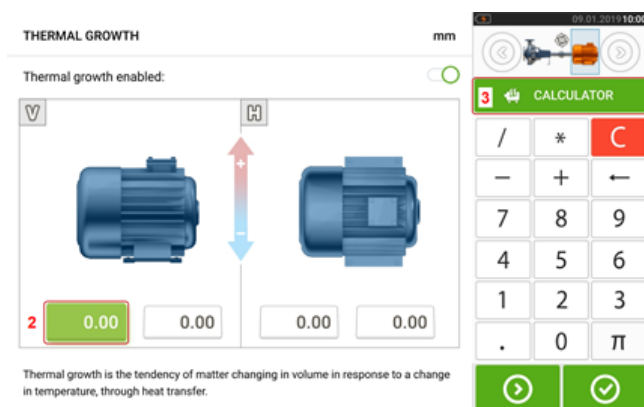 THERMAL GROWTH mm
Thermal growth enabled:
V H
+
−
2 0.00 0.00 0.00 0.00
Thermal growth is the tendency of matter changing in volume in response to a change
in temperature, through heat transfer.
09.01.2019 10:00
3 CALCULATOR
/ * C
− + ←
7 8 9
4 5 6
1 2 3
. 0 π